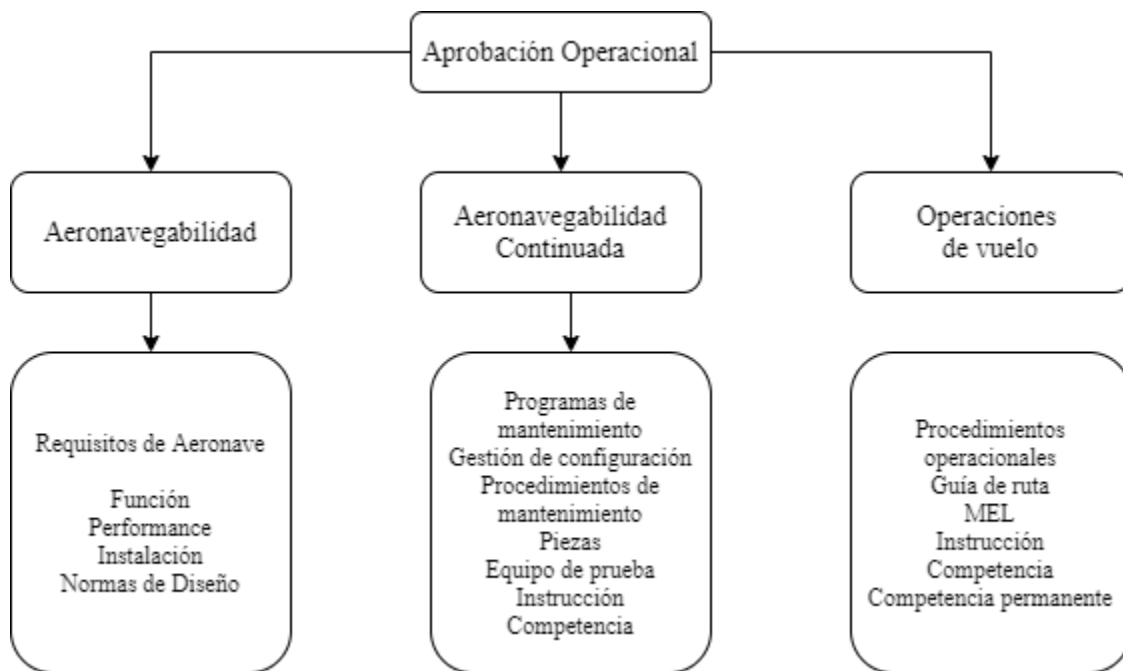 Aprobación Operacional
Aeronavegabilidad
Aeronavegabilidad
Continuada
Operaciones
de vuelo
Requisitos de Aeronave
Función
Performance
Instalación
Normas de Diseño
Programas de
mantenimiento
Gestión de configuración
Procedimientos de
mantenimiento
Piezas
Equipo de prueba
Instrucción
Competencia
Procedimientos
operacionales
Guía de ruta
MEL
Instrucción
Competencia
Competencia permanente